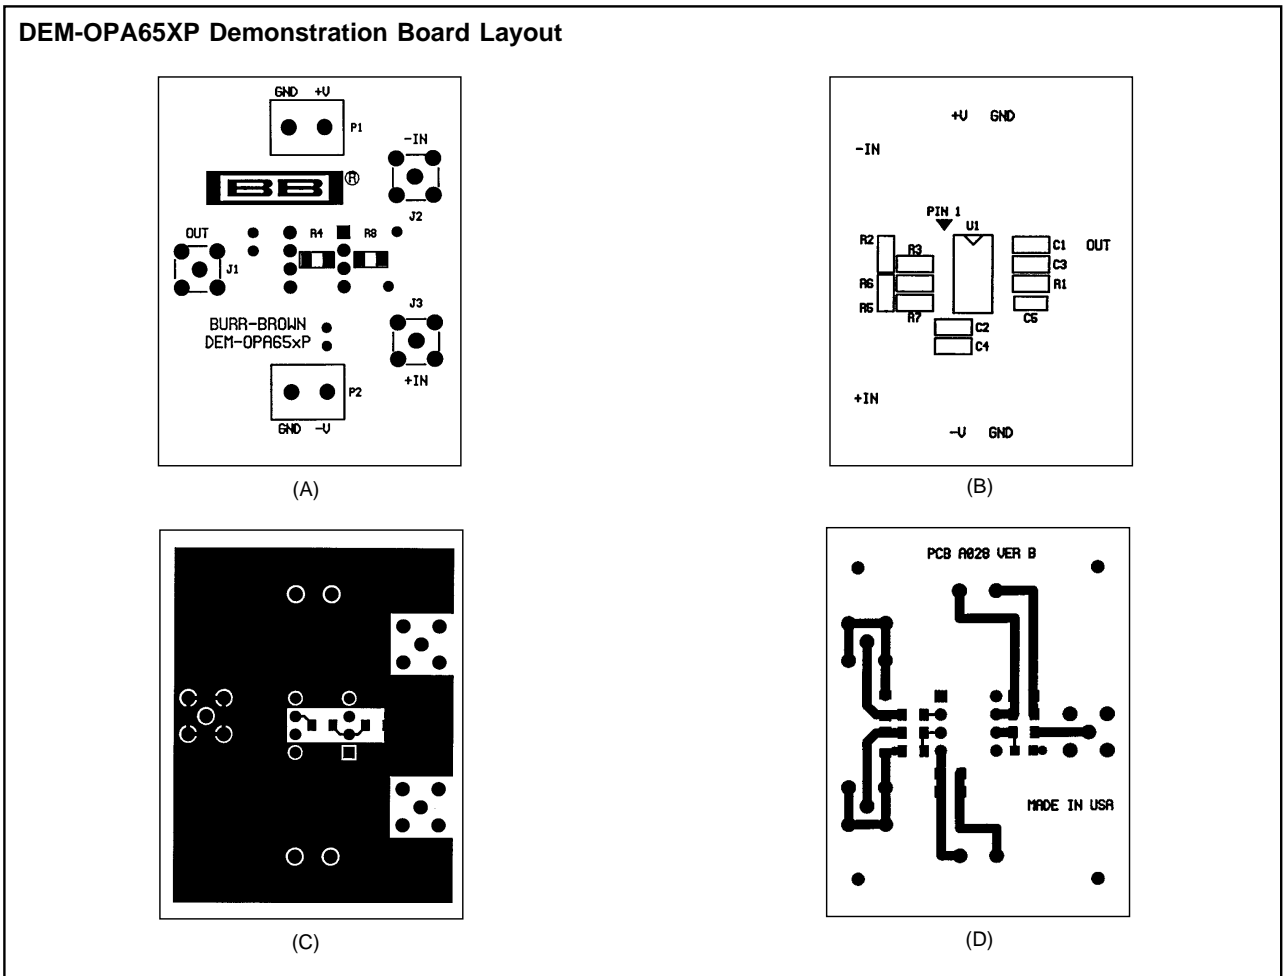 DEM-OPA65XP Demonstration Board Layout
GND +V
P1
-IN
BB®
J2
OUT
R4
R8
J1
J3
BURR-BROWN
DEM-OPA65xP
+IN
P2
GND -V
(A)
+V GND
-IN
PIN 1
U1
R2
R3
C1
OUT
C3
R6
R1
R5
R7
C5
C2
C4
+IN
-V GND
(B)
(C)
PCB A028 VER B
MADE IN USA
(D)